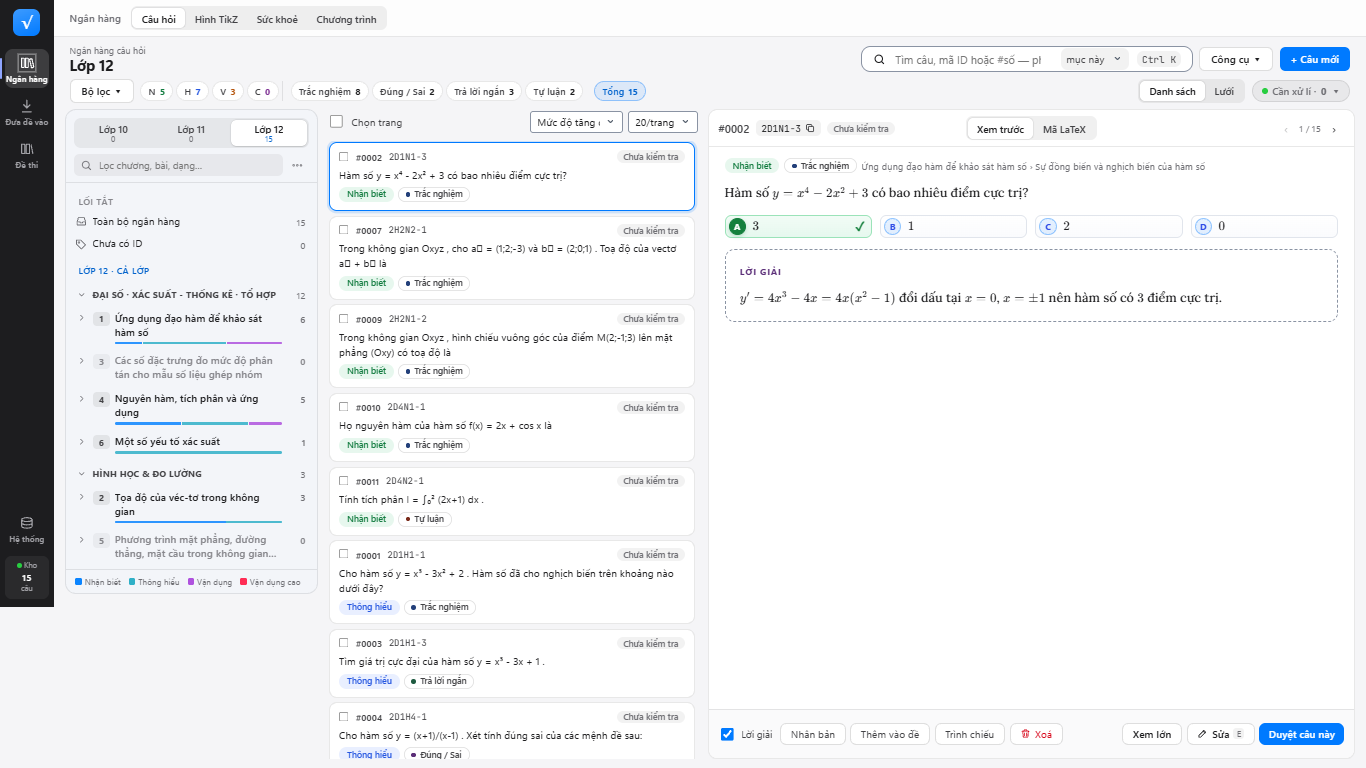 √
Ngân hàng
Đưa đề vào
Đề thi
Hệ thống
Kho
15
câu
Ngân hàng
Câu hỏi
Hình TikZ
Sức khoẻ
Chương trình
Ngân hàng câu hỏi
Lớp 12
Tìm câu, mã ID hoặc #số — pl
mục này
Ctrl K
Công cụ
+ Câu mới
Bộ lọc
N 5
H 7
V 3
C 0
Trắc nghiệm 8
Đúng / Sai 2
Trả lời ngắn 3
Tự luận 2
Tổng 15
Danh sách
Lưới
Cần xử lí · 0
Lớp 10
0
Lớp 11
0
Lớp 12
15
Lọc chương, bài, dạng...
LỐI TẮT
Toàn bộ ngân hàng 15
Chưa có ID 0
LỚP 12 · CẢ LỚP
ĐẠI SỐ · XÁC SUẤT - THỐNG KÊ · TỔ HỢP 12
1 Ứng dụng đạo hàm để khảo sát 6
hàm số
3 Các số đặc trưng đo mức độ phân 0
tán cho mẫu số liệu ghép nhóm
4 Nguyên hàm, tích phân và ứng 5
dụng
6 Một số yếu tố xác suất 1
HÌNH HỌC & ĐO LƯỜNG 3
2 Tọa độ của véc-tơ trong không 3
gian
5 Phương trình mặt phẳng, đường 0
thẳng, mặt cầu trong không gian...
Nhận biết
Thông hiểu
Vận dụng
Vận dụng cao
Chọn trang
Mức độ tăng
20/trang
#0002 2D1N1-3 Chưa kiểm tra
Hàm số y = x⁴ - 2x² + 3 có bao nhiêu điểm cực trị?
Nhận biết
Trắc nghiệm
#0007 2H2N2-1 Chưa kiểm tra
Trong không gian Oxyz , cho a▯ = (1;2;-3) và b▯ = (2;0;1) . Toạ độ của vectơ
a▯ + b▯ là
Nhận biết
Trắc nghiệm
#0009 2H2N1-2 Chưa kiểm tra
Trong không gian Oxyz , hình chiếu vuông góc của điểm M(2;-1;3) lên mặt
phẳng (Oxy) có toạ độ là
Nhận biết
Trắc nghiệm
#0010 2D4N1-1 Chưa kiểm tra
Họ nguyên hàm của hàm số f(x) = 2x + cos x là
Nhận biết
Trắc nghiệm
#0011 2D4N2-1 Chưa kiểm tra
Tính tích phân I = ∫₀² (2x+1) dx .
Nhận biết
Tự luận
#0001 2D1H1-1 Chưa kiểm tra
Cho hàm số y = x³ - 3x² + 2 . Hàm số đã cho nghịch biến trên khoảng nào
dưới đây?
Thông hiểu
Trắc nghiệm
#0003 2D1H1-3 Chưa kiểm tra
Tìm giá trị cực đại của hàm số y = x³ - 3x + 1 .
Thông hiểu
Trả lời ngắn
#0004 2D1H4-1 Chưa kiểm tra
Cho hàm số y = (x+1)/(x-1) . Xét tính đúng sai của các mệnh đề sau:
Thông hiểu
Đúng / Sai
#0002 2D1N1-3 Chưa kiểm tra
Xem trước
Mã LaTeX
‹ 1 / 15 ›
Nhận biết
Trắc nghiệm
Ứng dụng đạo hàm để khảo sát hàm số › Sự đồng biến và nghịch biến của hàm số
Hàm số y = x⁴ − 2x² + 3 có bao nhiêu điểm cực trị?
A 3 ✓
B 1
C 2
D 0
LỜI GIẢI
y′ = 4x³ − 4x = 4x(x² − 1) đổi dấu tại x = 0, x = ±1 nên hàm số có 3 điểm cực trị.
Lời giải
Nhân bản
Thêm vào đề
Trình chiếu
Xoá
Xem lớn
Sửa E
Duyệt câu này